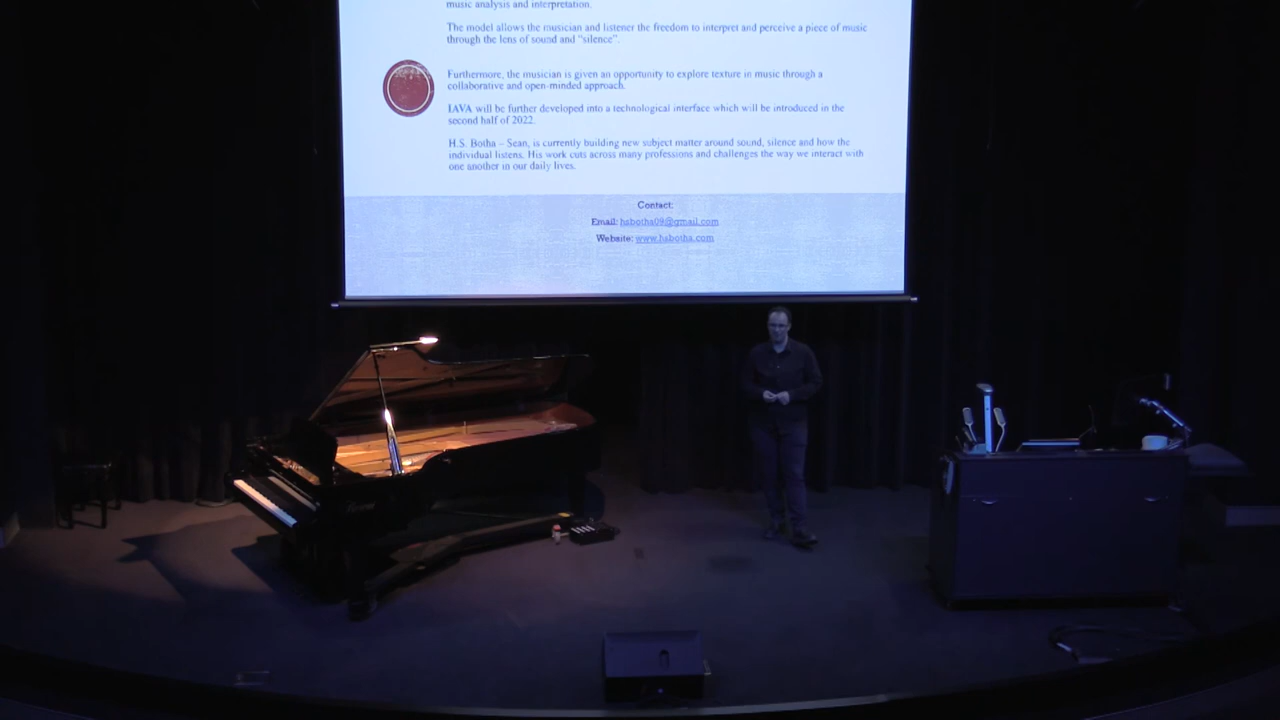 music analysis and interpretation.
The model allows the musician and listener the freedom to interpret and perceive a piece of music
through the lens of sound and "silence".
Furthermore, the musician is given an opportunity to explore texture in music through a
collaborative and open-minded approach.
IAVA will be further developed into a technological interface which will be introduced in the
second half of 2022.
H.S. Botha – Sean, is currently building new subject matter around sound, silence and how the
individual listens. His work cuts across many professions and challenges the way we interact with
one another in our daily lives.
Contact:
Email: hsbotha09@gmail.com
Website: www.hsbotha.com